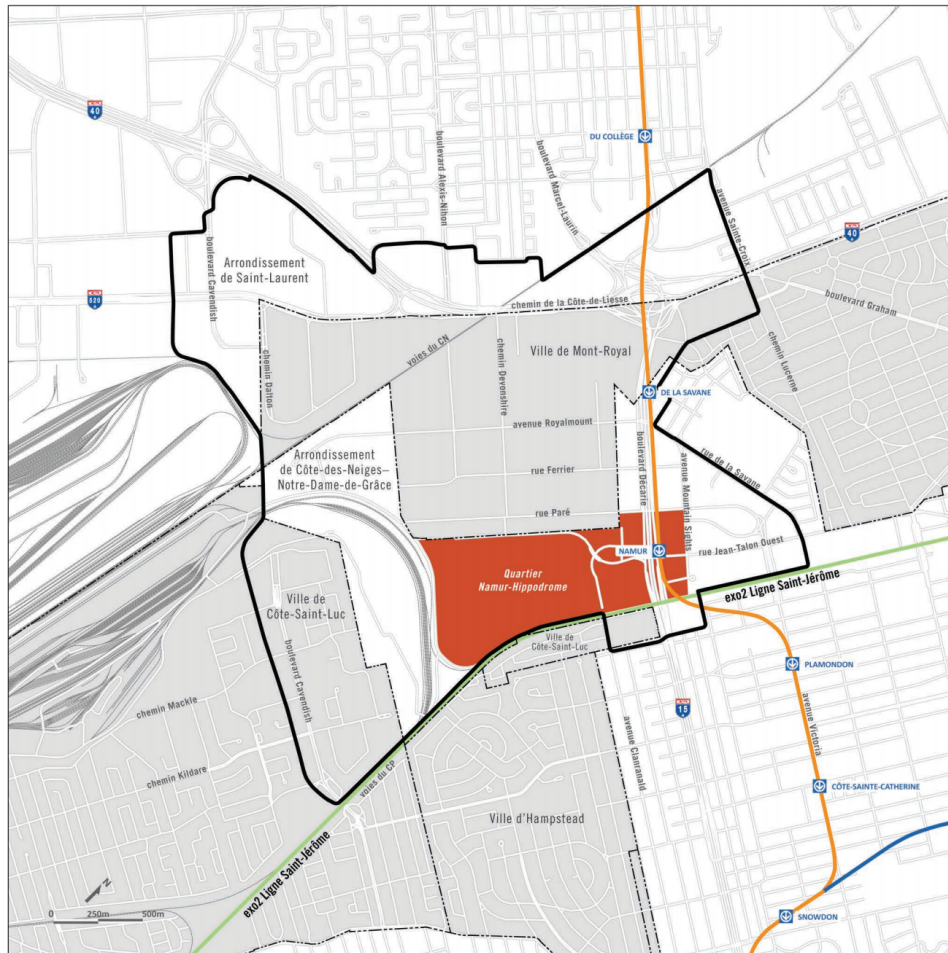 40
DU COLLÈGE
boulevard Alexis-Nihon
boulevard Marcel-Laurin
avenue Sainte-Croix
40
Arrondissement
de Saint-Laurent
boulevard Cavendish
520
chemin de la Côte-de-Liesse
boulevard Graham
voies du CN
Ville de Mont-Royal
chemin Dalton
chemin Devonshire
chemin Lucerne
DE LA SAVANE
avenue Royalmount
boulevard Décarie
avenue Mountain Sights
rue de la Savane
Arrondissement
de Côte-des-Neiges–
Notre-Dame-de-Grâce
rue Ferrier
rue Paré
NAMUR
rue Jean-Talon Ouest
Quartier
Namur-Hippodrome
exo2 Ligne Saint-Jérôme
Ville de
Côte-Saint-Luc
Ville de
Côte-Saint-Luc
PLAMONDON
boulevard Cavendish
chemin Mackle
15
avenue Clanranald
avenue Victoria
chemin Kildare
voies du CP
CÔTE-SAINTE-CATHERINE
Ville d'Hampstead
exo2 Ligne Saint-Jérôme
N
0 250m 500m
SNOWDON